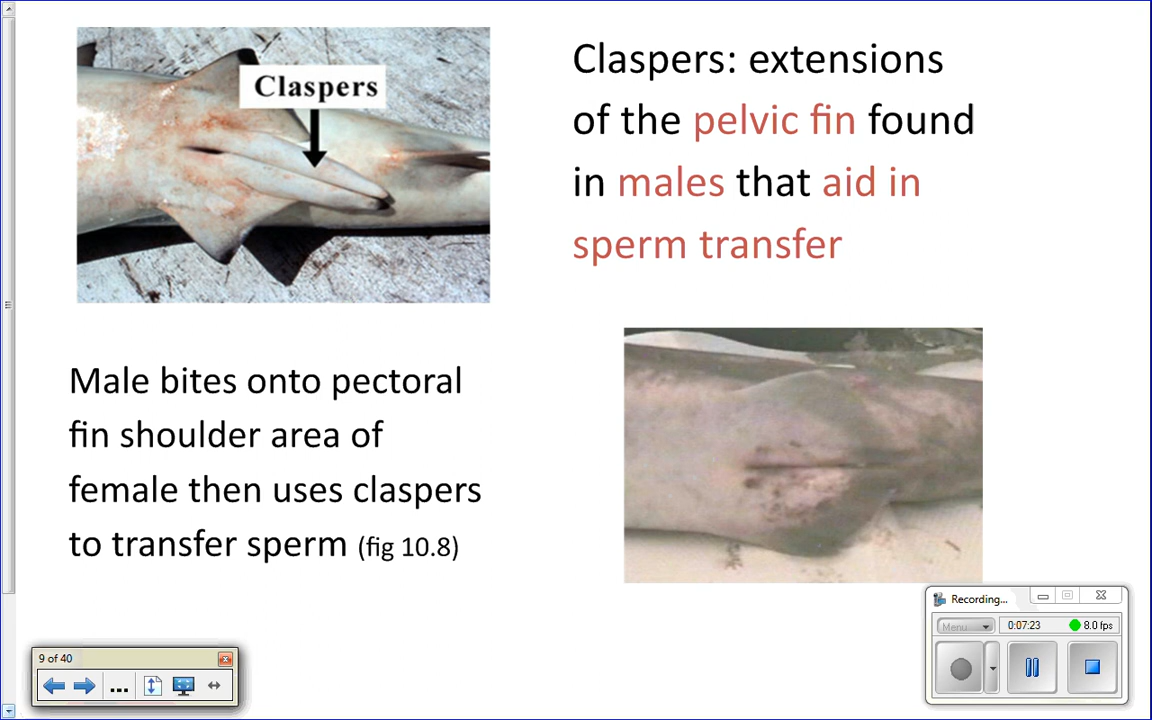 Claspers
Claspers: extensions
of the pelvic fin found
in males that aid in
sperm transfer
Male bites onto pectoral
fin shoulder area of
female then uses claspers
to transfer sperm (fig 10.8)
Recording...
Menu
0:07:23
8.0 fps
9 of 40
...